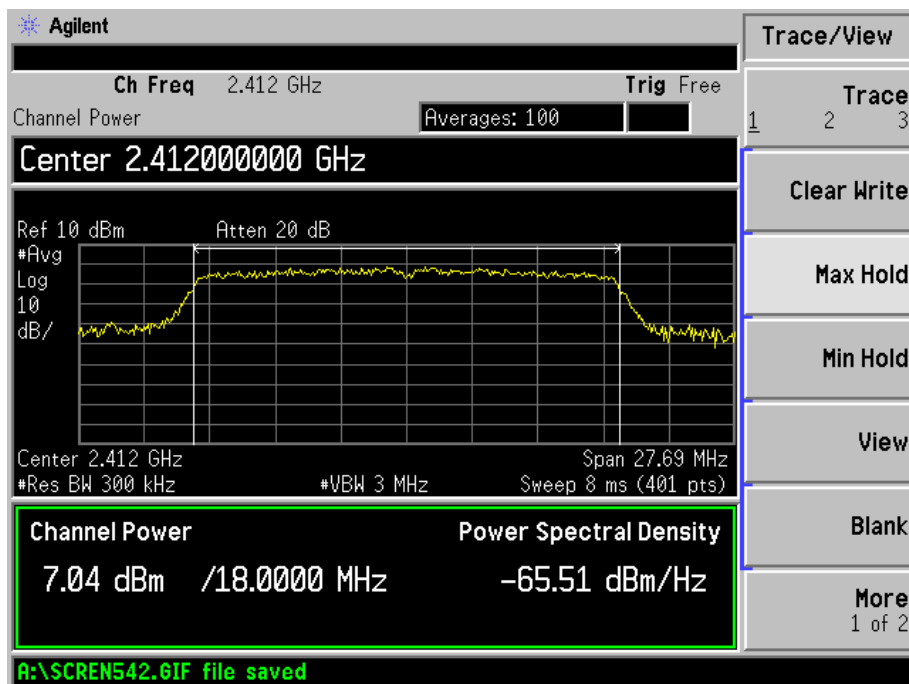 Agilent
Trace/View
Ch Freq 2.412 GHz Trig Free
Channel Power Averages: 100
Center 2.412000000 GHz
Ref 10 dBm Atten 20 dB
#Avg
Log
10
dB/
Center 2.412 GHz Span 27.69 MHz
#Res BW 300 kHz #VBW 3 MHz Sweep 8 ms (401 pts)
Channel Power Power Spectral Density
7.04 dBm /18.0000 MHz -65.51 dBm/Hz
A:\SCREN542.GIF file saved
Trace
1 2 3
Clear Write
Max Hold
Min Hold
View
Blank
More
1 of 2